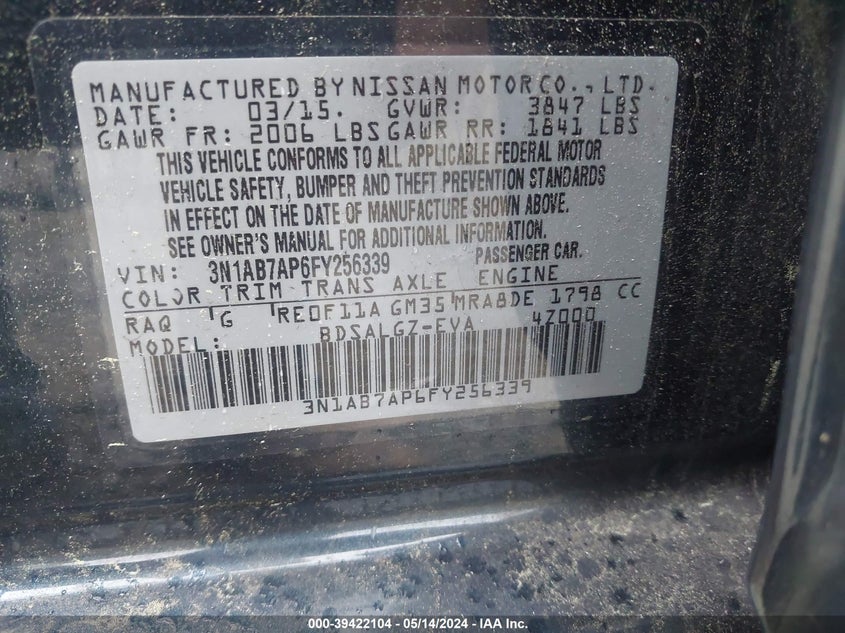 MANUFACTURED BY NISSAN MOTOR CO., LTD.
DATE: 03/15. GVWR: 3847 LBS
GAWR FR: 2006 LBS GAWR RR: 1841 LBS
THIS VEHICLE CONFORMS TO ALL APPLICABLE FEDERAL MOTOR
VEHICLE SAFETY, BUMPER AND THEFT PREVENTION STANDARDS
IN EFFECT ON THE DATE OF MANUFACTURE SHOWN ABOVE.
SEE OWNER'S MANUAL FOR ADDITIONAL INFORMATION.
VIN: 3N1AB7AP6FY256339 PASSENGER CAR.
COLOR TRIM TRANS AXLE ENGINE
RAQ G RE0F11A GM35 MRA8DE 1798 CC
MODEL: BDSALGZ-EVA 47000
3N1AB7AP6FY256339
000-39422104 - 05/14/2024 - IAA Inc.